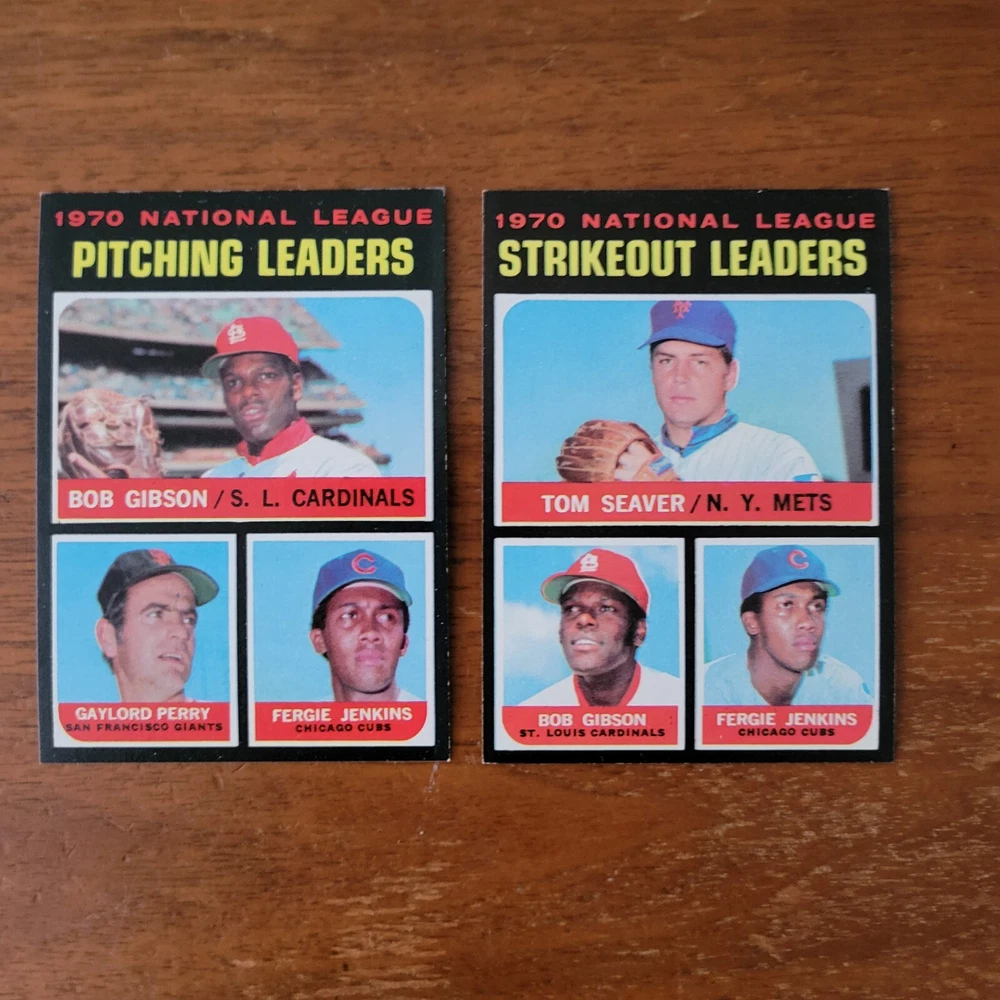 1970 NATIONAL LEAGUE
PITCHING LEADERS
BOB GIBSON / S. L. CARDINALS
GAYLORD PERRY
SAN FRANCISCO GIANTS
FERGIE JENKINS
CHICAGO CUBS
1970 NATIONAL LEAGUE
STRIKEOUT LEADERS
TOM SEAVER / N. Y. METS
BOB GIBSON
ST. LOUIS CARDINALS
FERGIE JENKINS
CHICAGO CUBS